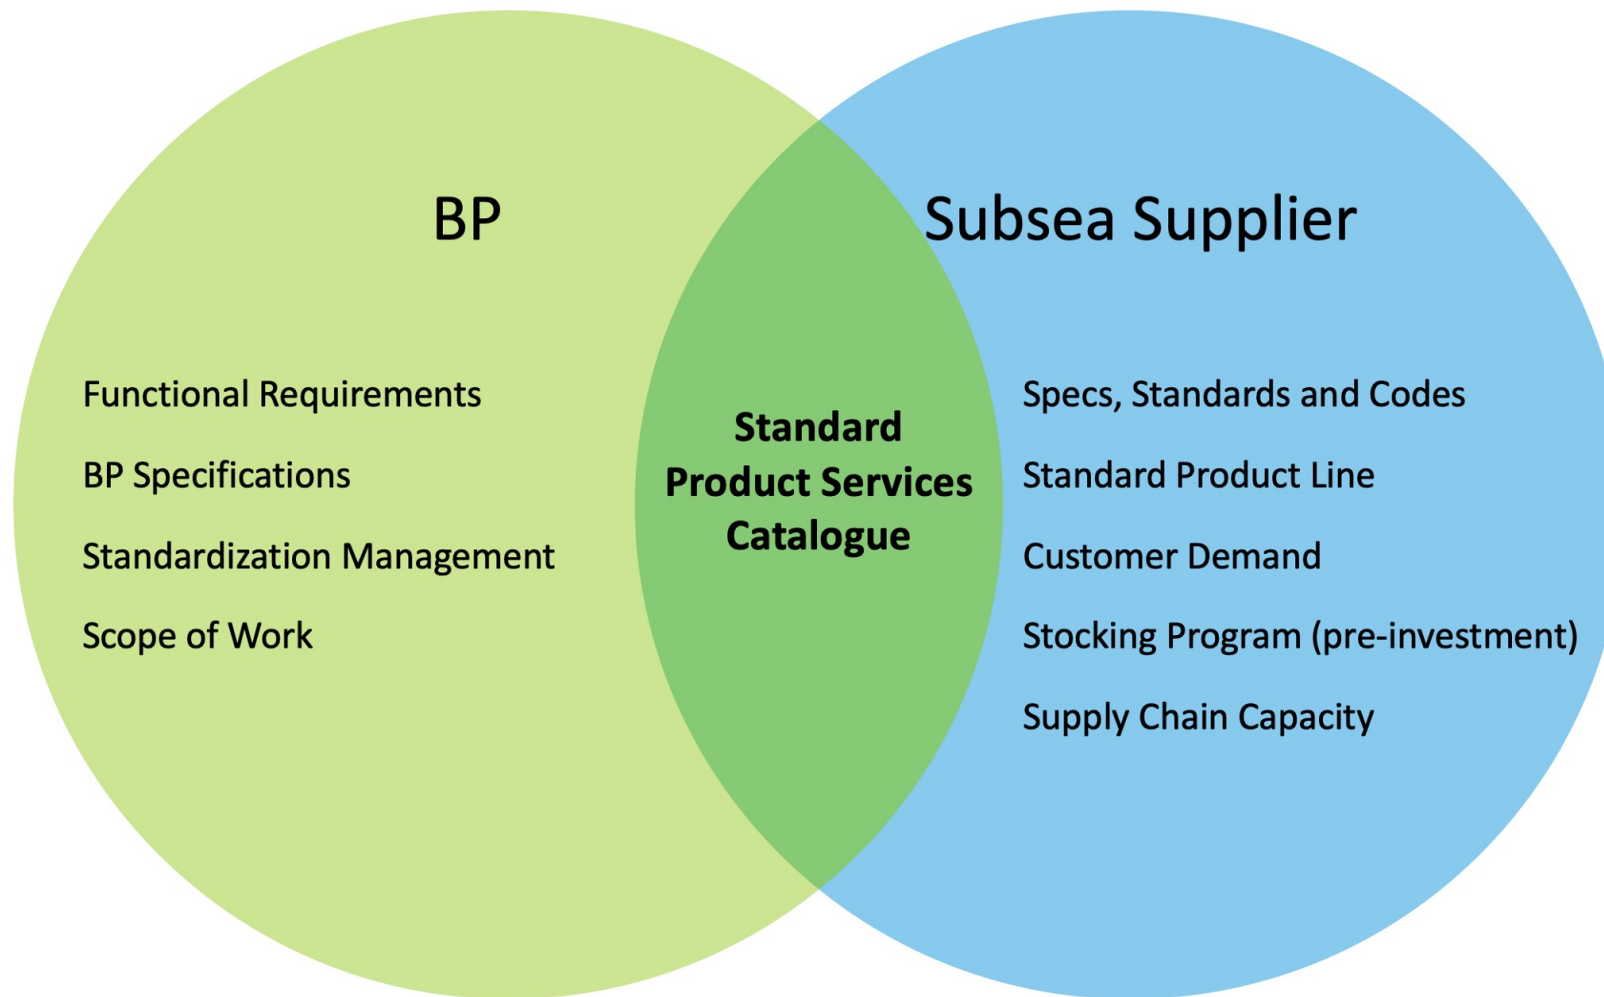 BP
Subsea Supplier
Functional Requirements
BP Specifications
Standardization Management
Scope of Work
Standard
Product Services
Catalogue
Specs, Standards and Codes
Standard Product Line
Customer Demand
Stocking Program (pre-investment)
Supply Chain Capacity